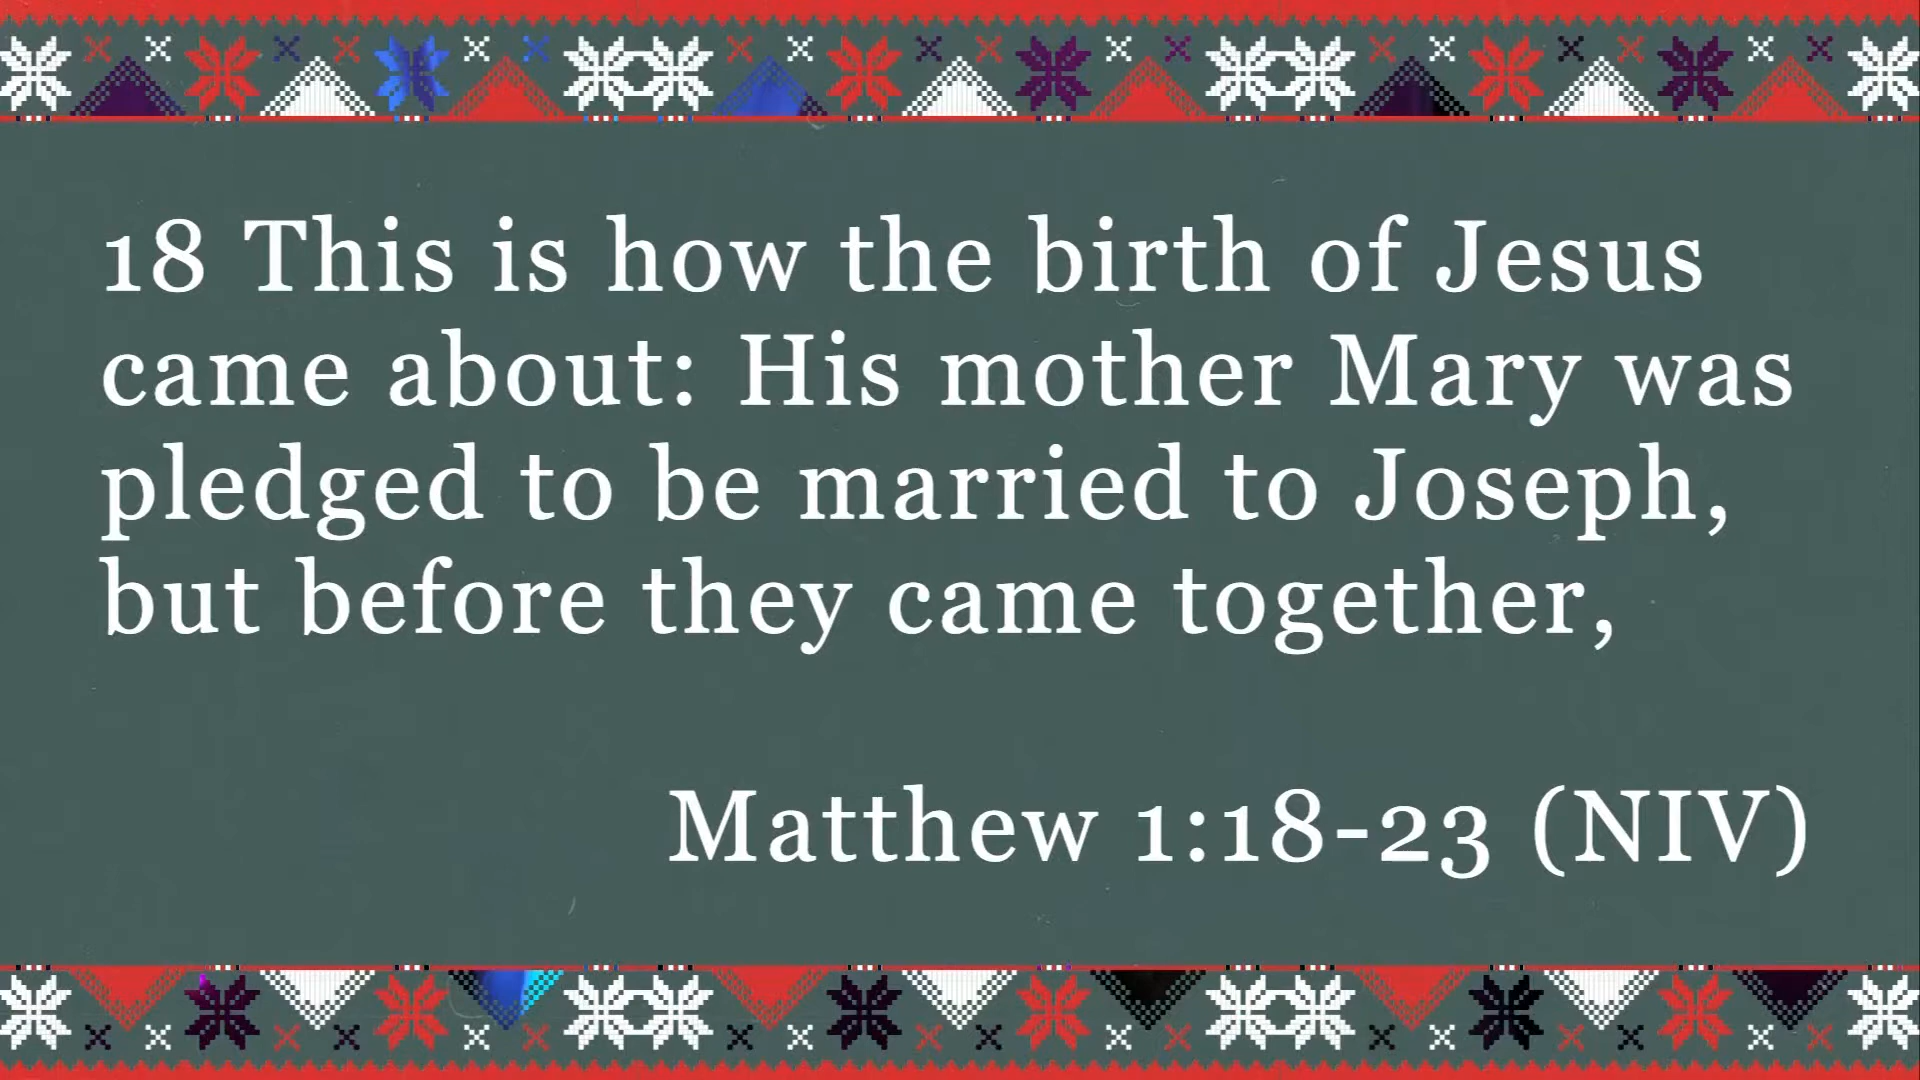 18 This is how the birth of Jesus
came about: His mother Mary was
pledged to be married to Joseph,
but before they came together,
Matthew 1:18-23 (NIV)